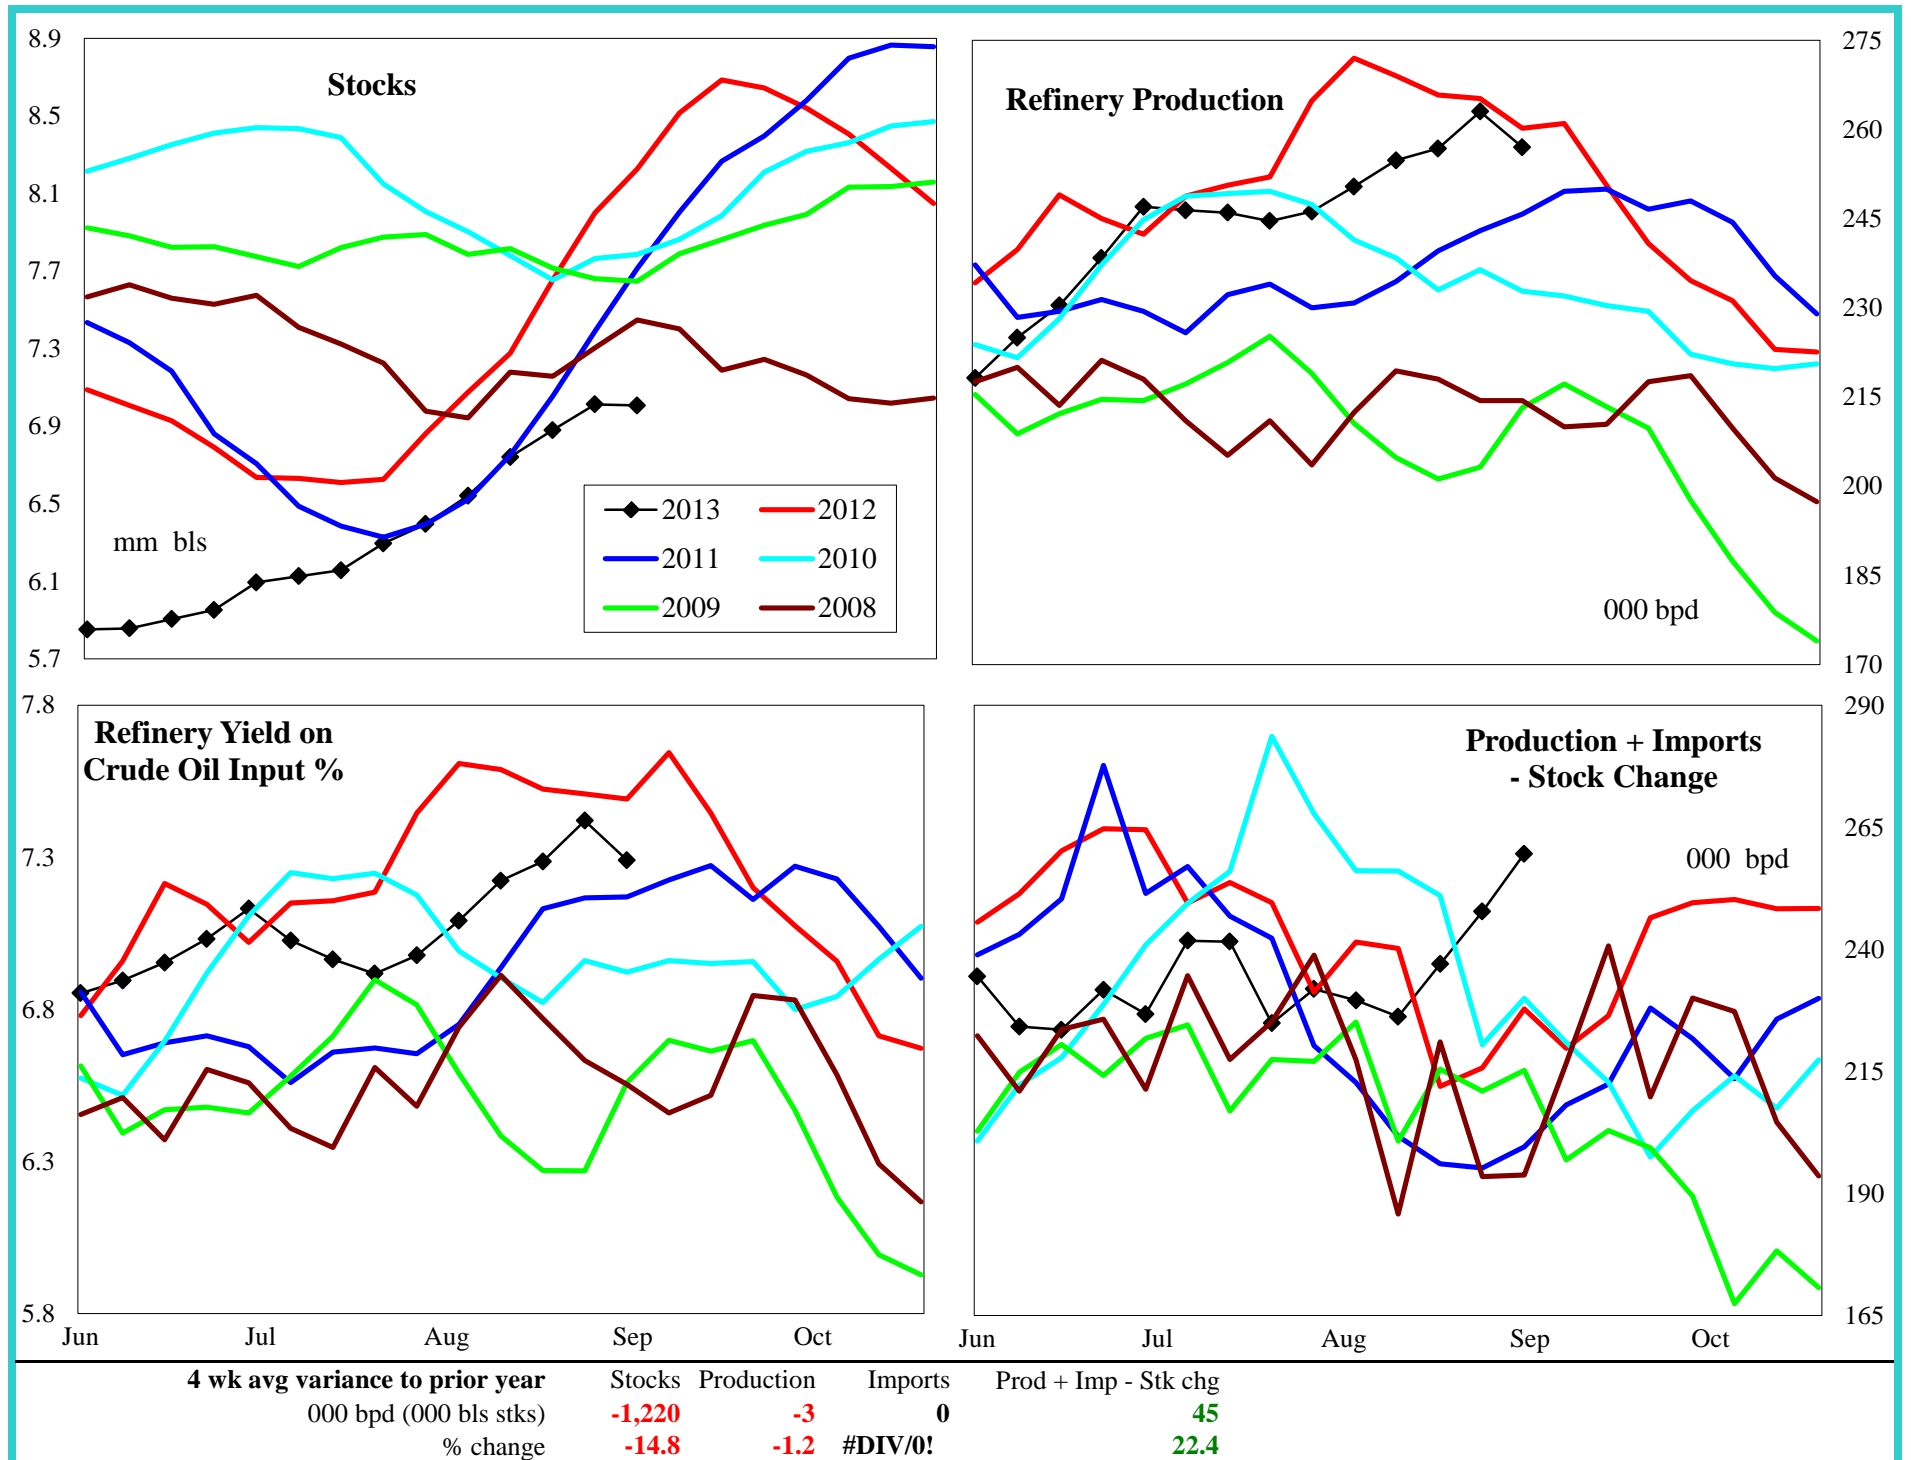 8.9
8.5
8.1
7.7
7.3
6.9
6.5
6.1
5.7
Stocks
mm bls
2013 2012
2011 2010
2009 2008
Refinery Production
000 bpd
275
260
245
230
215
200
185
170
7.8
7.3
6.8
6.3
5.8
Refinery Yield on
Crude Oil Input %
Jun Jul Aug Sep Oct
Production + Imports
- Stock Change
000 bpd
290
265
240
215
190
165
Jun Jul Aug Sep Oct
4 wk avg variance to prior year Stocks Production Imports Prod + Imp - Stk chg
000 bpd (000 bls stks) -1,220 -3 0 45
% change -14.8 -1.2 #DIV/0! 22.4